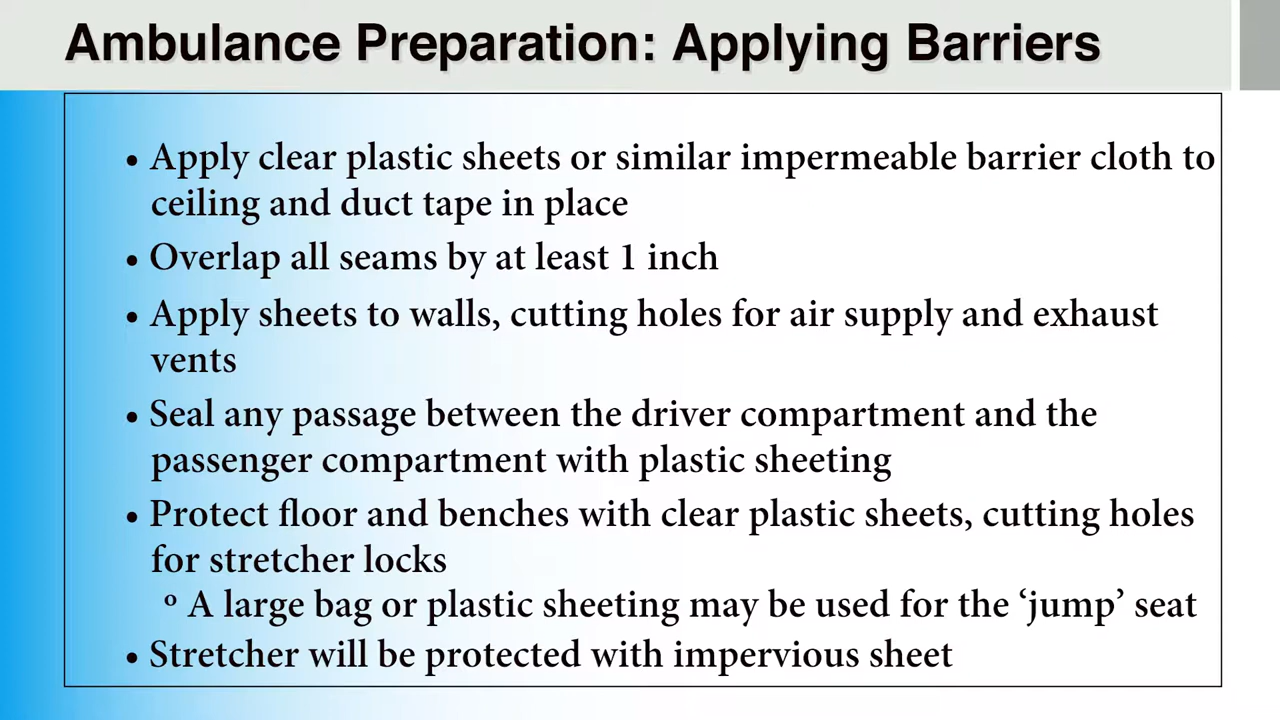 Ambulance Preparation: Applying Barriers
• Apply clear plastic sheets or similar impermeable barrier cloth to
ceiling and duct tape in place
• Overlap all seams by at least 1 inch
• Apply sheets to walls, cutting holes for air supply and exhaust
vents
• Seal any passage between the driver compartment and the
passenger compartment with plastic sheeting
• Protect floor and benches with clear plastic sheets, cutting holes
for stretcher locks
º A large bag or plastic sheeting may be used for the ‘jump’ seat
• Stretcher will be protected with impervious sheet